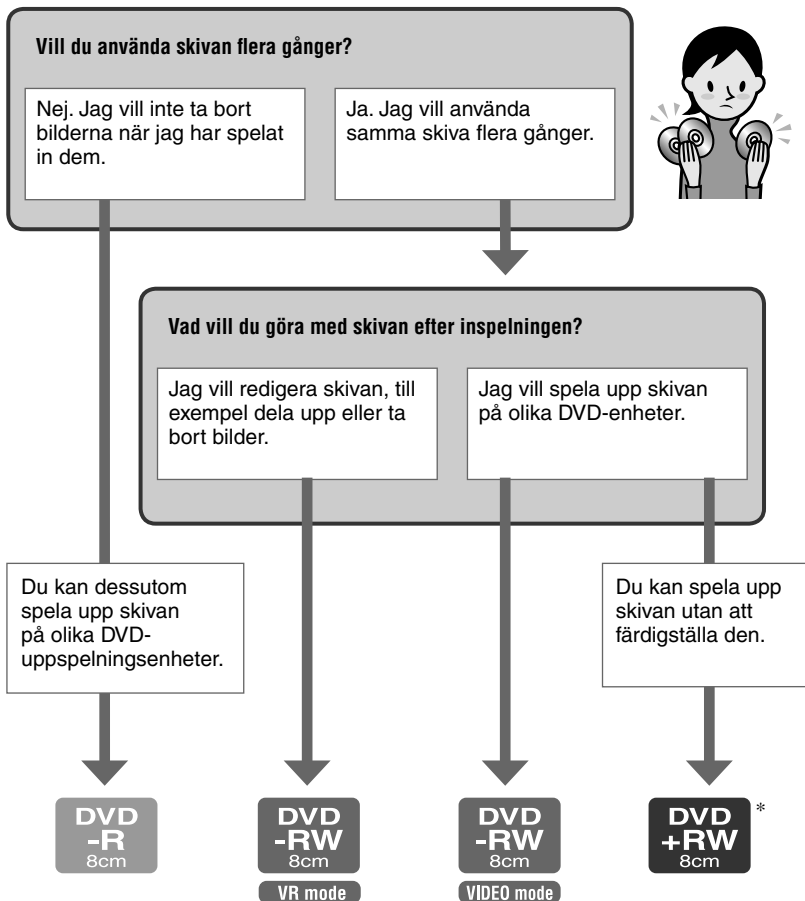 Vill du använda skivan flera gånger?
Nej. Jag vill inte ta bort
bilderna när jag har spelat
in dem.
Ja. Jag vill använda
samma skiva flera gånger.
Vad vill du göra med skivan efter inspelningen?
Jag vill redigera skivan, till
exempel dela upp eller ta
bort bilder.
Jag vill spela upp skivan
på olika DVD-enheter.
Du kan dessutom
spela upp skivan
på olika DVD-
uppspelningsenheter.
Du kan spela upp
skivan utan att
färdigställa den.
DVD
-R
8cm
DVD
-RW
8cm
VR mode
DVD
-RW
8cm
VIDEO mode
DVD
+RW
8cm
*